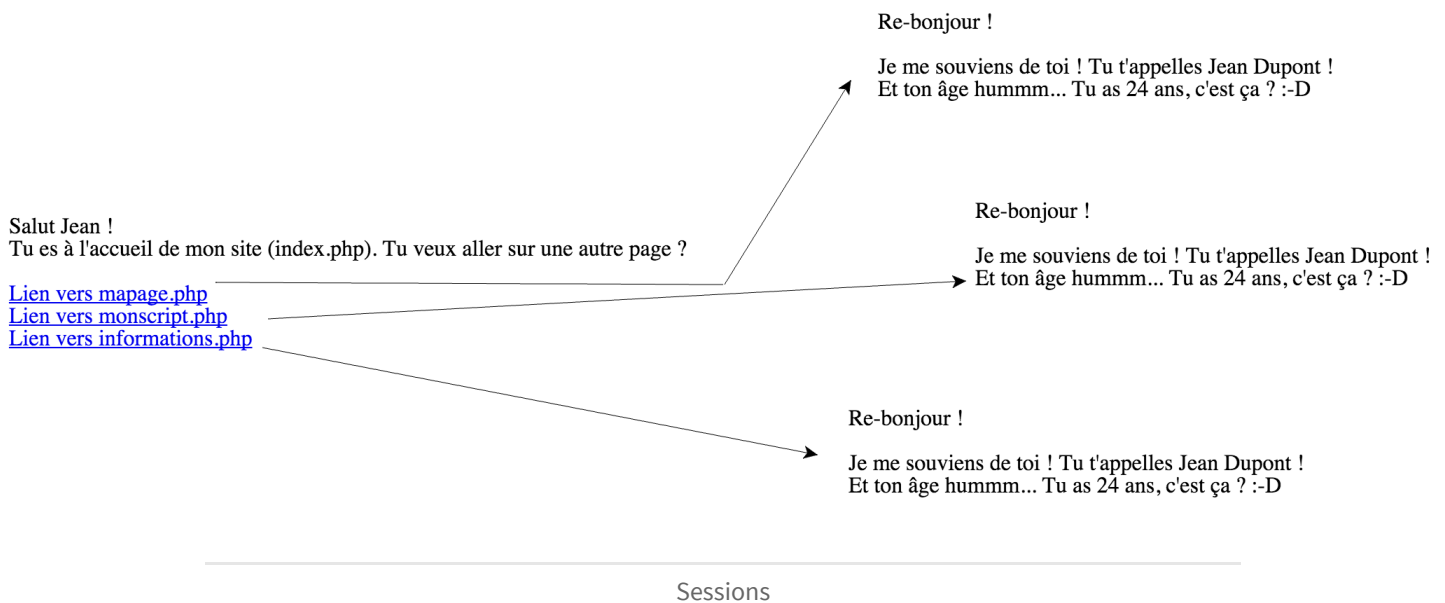 Salut Jean !
Tu es à l'accueil de mon site (index.php). Tu veux aller sur une autre page ?
Lien vers mapage.php
Lien vers monscript.php
Lien vers informations.php
Re-bonjour !
Je me souviens de toi ! Tu t'appelles Jean Dupont !
Et ton âge hummm... Tu as 24 ans, c'est ça ? :-D
Re-bonjour !
Je me souviens de toi ! Tu t'appelles Jean Dupont !
Et ton âge hummm... Tu as 24 ans, c'est ça ? :-D
Re-bonjour !
Je me souviens de toi ! Tu t'appelles Jean Dupont !
Et ton âge hummm... Tu as 24 ans, c'est ça ? :-D
Sessions